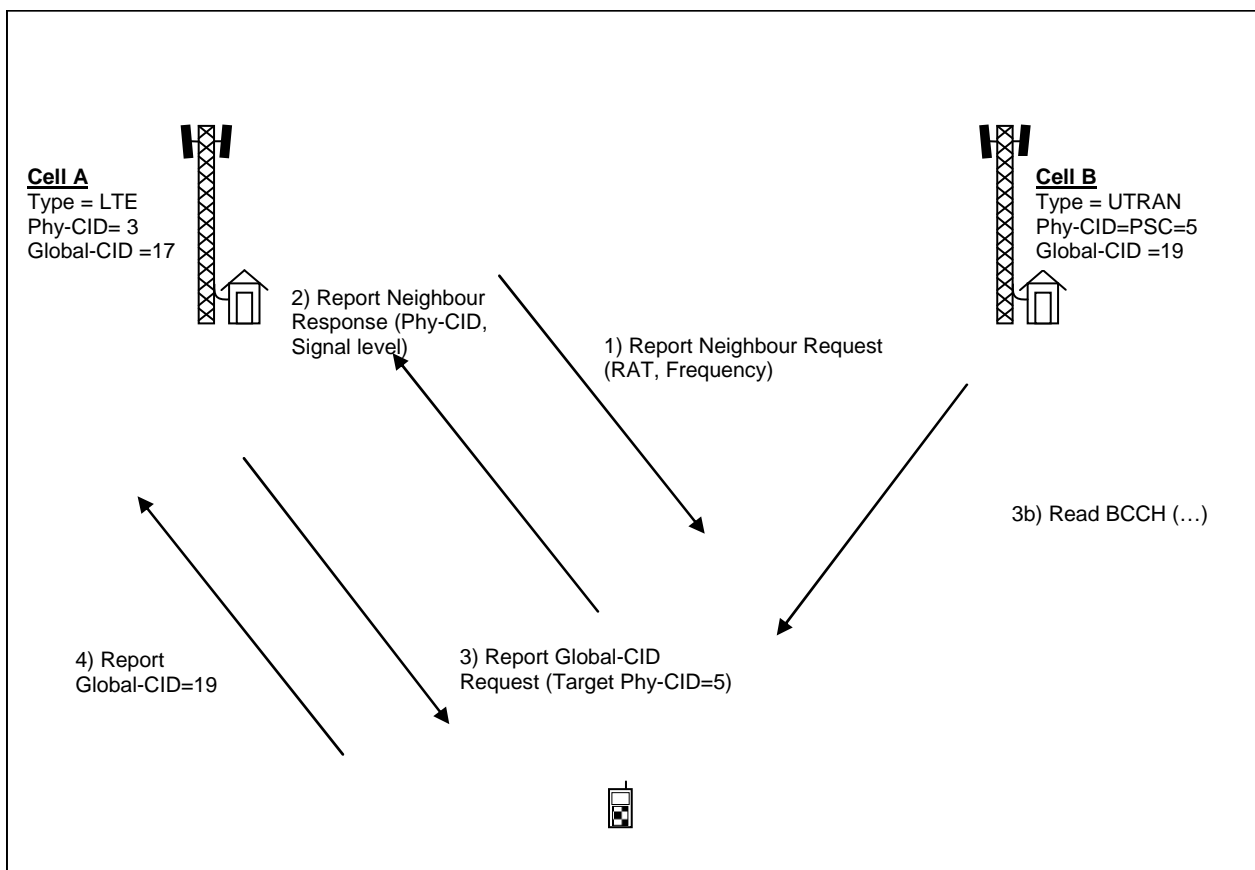 Cell A
Type = LTE
Phy-CID= 3
Global-CID =17
Cell B
Type = UTRAN
Phy-CID=PSC=5
Global-CID =19
2) Report Neighbour
Response (Phy-CID,
Signal level)
1) Report Neighbour Request
(RAT, Frequency)
3b) Read BCCH (…)
4) Report
Global-CID=19
3) Report Global-CID
Request (Target Phy-CID=5)